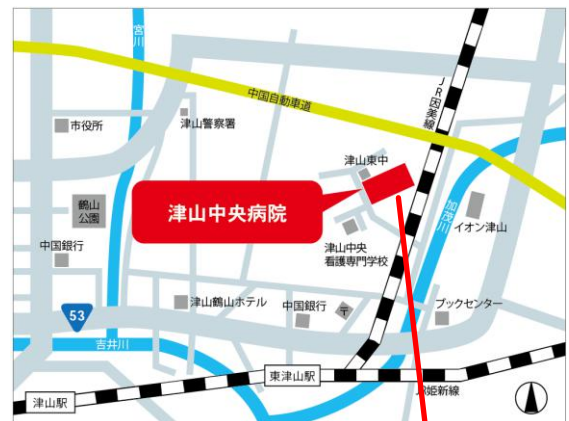 宮川
中国自動車道
JR因美線
市役所
津山警察署
津山東中
津山中央病院
鶴山
公園
加茂川
イオン津山
津山中央
看護専門学校
中国銀行
津山鶴山ホテル
中国銀行
〒
ブックセンター
53
吉井川
東津山駅
JR姫新線
津山駅